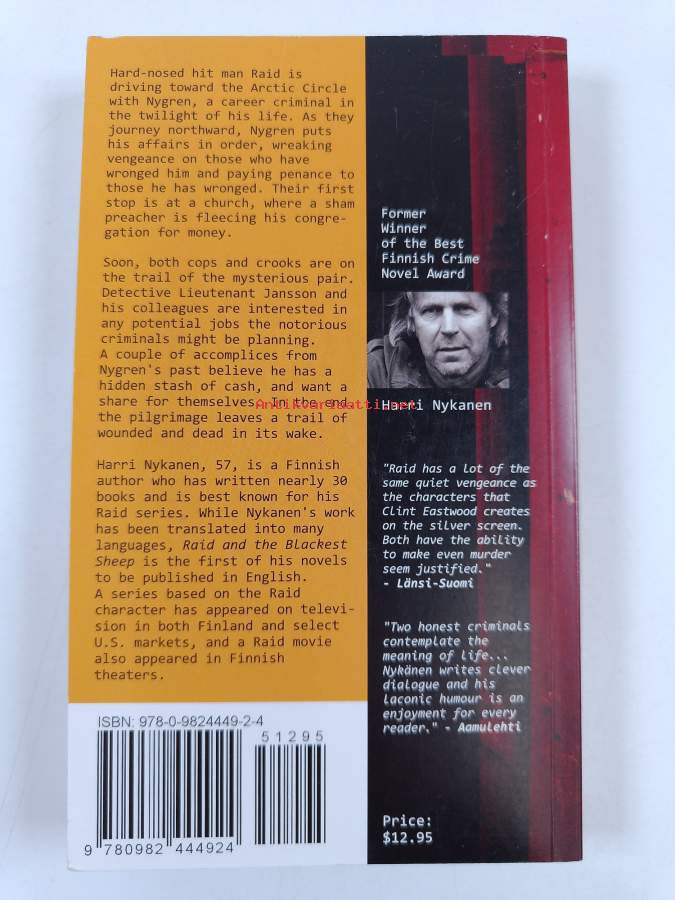 Hard-nosed hit man Raid is
driving toward the Arctic Circle
with Nygren, a career criminal in
the twilight of his life. As they
journey northward, Nygren puts
his affairs in order, wreaking
vengeance on those who have
wronged him and paying penance to
those he has wronged. Their first
stop is at a church, where a sham
preacher is fleecing his congre-
gation for money.
Soon, both cops and crooks are on
the trail of the mysterious pair.
Detective Lieutenant Jansson and
his colleagues are interested in
any potential jobs the notorious
criminals might be planning.
A couple of accomplices from
Nygren's past believe he has a
hidden stash of cash, and want a
share for themselves. In the end,
the pilgrimage leaves a trail of
wounded and dead in its wake.
Harri Nykanen, 57, is a Finnish
author who has written nearly 30
books and is best known for his
Raid series. While Nykanen's work
has been translated into many
languages, Raid and the Blackest
Sheep is the first of his novels
to be published in English.
A series based on the Raid
character has appeared on televi-
sion in both Finland and select
U.S. markets, and a Raid movie
also appeared in Finnish
theaters.
ISBN: 978-0-9824449-2-4
51295
9 780982 444924
Former
Winner
of the Best
Finnish Crime
Novel Award
Harri Nykanen
"Raid has a lot of the
same quiet vengeance as
the characters that
Clint Eastwood creates
on the silver screen.
Both have the ability
to make even murder
seem justified."
- Länsi-Suomi
"Two honest criminals
contemplate the
meaning of life...
Nykänen writes clever
dialogue and his
laconic humour is an
enjoyment for every
reader." - Aamulehti
Price:
$12.95
Antikvariaatti.net